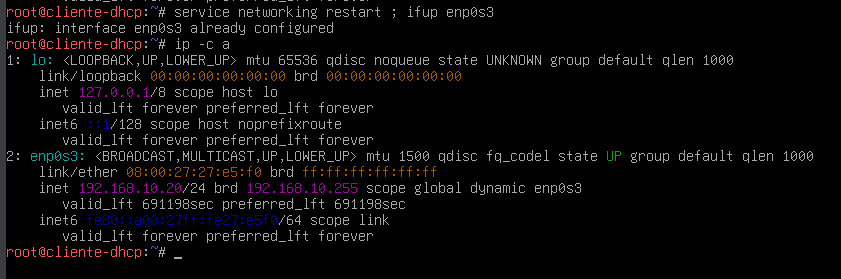 root@cliente-dhcp:~# service networking restart ; ifup enp0s3
ifup: interface enp0s3 already configured
root@cliente-dhcp:~# ip -c a
1: lo: <LOOPBACK,UP,LOWER_UP> mtu 65536 qdisc noqueue state UNKNOWN group default qlen 1000
    link/loopback 00:00:00:00:00:00 brd 00:00:00:00:00:00
    inet 127.0.0.1/8 scope host lo
       valid_lft forever preferred_lft forever
    inet6 ::1/128 scope host noprefixroute
       valid_lft forever preferred_lft forever
2: enp0s3: <BROADCAST,MULTICAST,UP,LOWER_UP> mtu 1500 qdisc fq_codel state UP group default qlen 1000
    link/ether 08:00:27:27:e5:f0 brd ff:ff:ff:ff:ff:ff
    inet 192.168.10.20/24 brd 192.168.10.255 scope global dynamic enp0s3
       valid_lft 691198sec preferred_lft 691198sec
    inet6 fe80::a00:27ff:fe27:e5f0/64 scope link
       valid_lft forever preferred_lft forever
root@cliente-dhcp:~# _